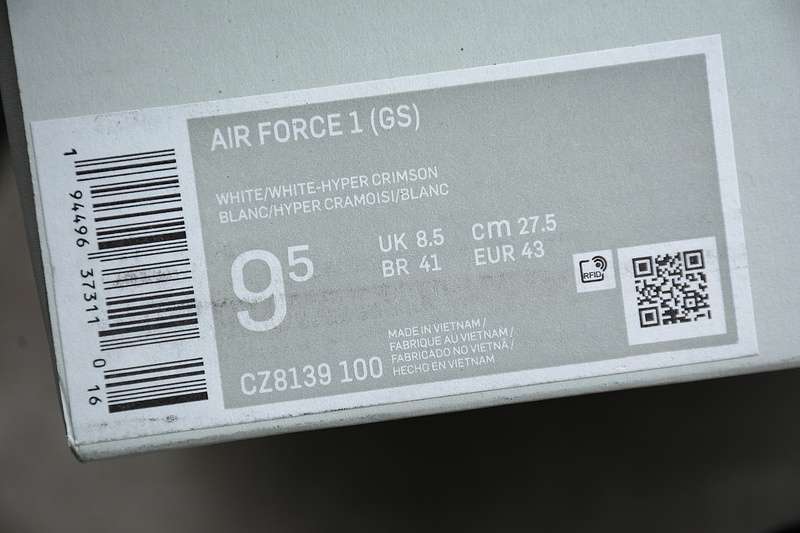 AIR FORCE 1 (GS)
WHITE/WHITE-HYPER CRIMSON
BLANC/HYPER CRAMOISI/BLANC
9⁵
UK 8.5 cm 27.5
BR 41 EUR 43
RFID
CZ8139 100
MADE IN VIETNAM/
FABRIQUE AU VIETNAM/
FABRICADO NO VIETNÃ/
HECHO EN VIETNAM
1 94496 37311 0 16